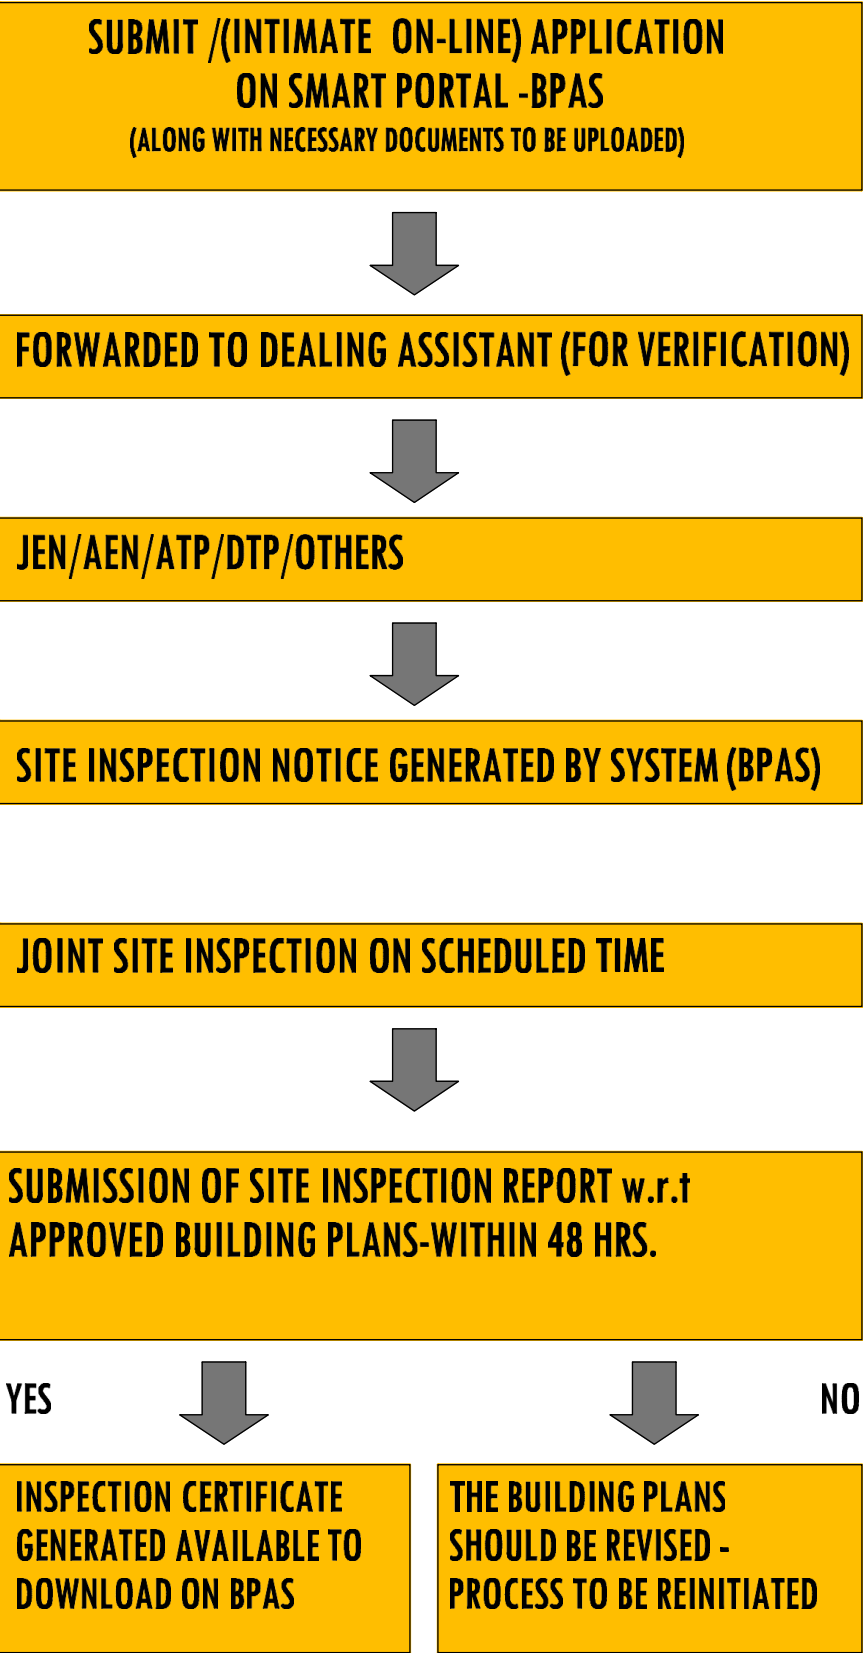 SUBMIT /(INTIMATE ON-LINE) APPLICATION
ON SMART PORTAL -BPAS
(ALONG WITH NECESSARY DOCUMENTS TO BE UPLOADED)
FORWARDED TO DEALING ASSISTANT (FOR VERIFICATION)
JEN/AEN/ATP/DTP/OTHERS
SITE INSPECTION NOTICE GENERATED BY SYSTEM (BPAS)
JOINT SITE INSPECTION ON SCHEDULED TIME
SUBMISSION OF SITE INSPECTION REPORT w.r.t
APPROVED BUILDING PLANS-WITHIN 48 HRS.
YES
NO
INSPECTION CERTIFICATE
GENERATED AVAILABLE TO
DOWNLOAD ON BPAS
THE BUILDING PLANS
SHOULD BE REVISED -
PROCESS TO BE REINITIATED